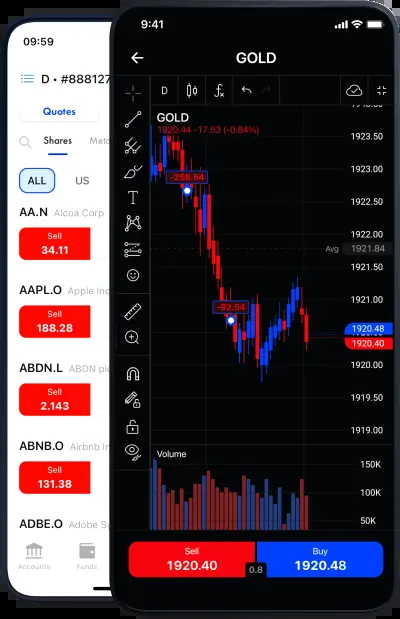 09:59
D • #888127
Quotes
Shares
ALL
US
AA.N Alcoa Corp
Sell
34.11
AAPL.O Apple Inc
Sell
188.28
ABDN.L ABDN plc
Sell
2.143
ABNB.O Airbnb In
Sell
131.38
ADBE.O Adobe Sy
Accounts
Funds
9:41
GOLD
D
GOLD
1920.44 -17.53 (-0.84%)
-258.54
-92.54
1923.50
1923.00
1922.50
1922.00
Avg 1921.84
1921.50
1921.00
1920.48
1920.40
1920.00
1919.50
1919.00
Volume
150K
100K
50K
Sell
1920.40
0.8
Buy
1920.48